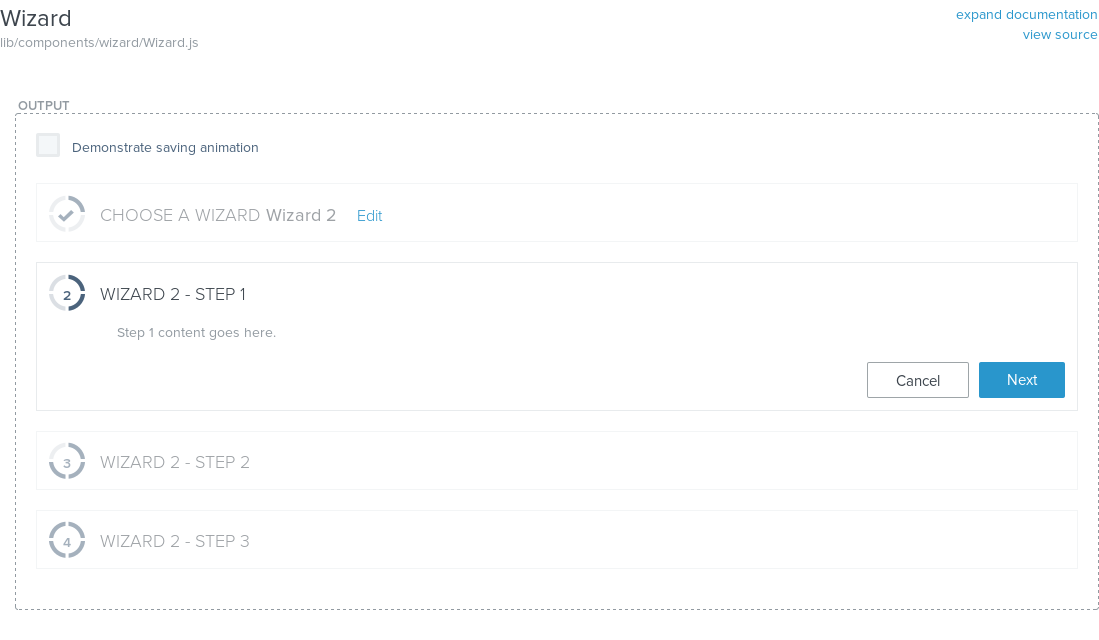 Wizard
expand documentation
lib/components/wizard/Wizard.js
view source
OUTPUT
Demonstrate saving animation
CHOOSE A WIZARD Wizard 2 Edit
2 WIZARD 2 - STEP 1
Step 1 content goes here.
Cancel Next
3 WIZARD 2 - STEP 2
4 WIZARD 2 - STEP 3